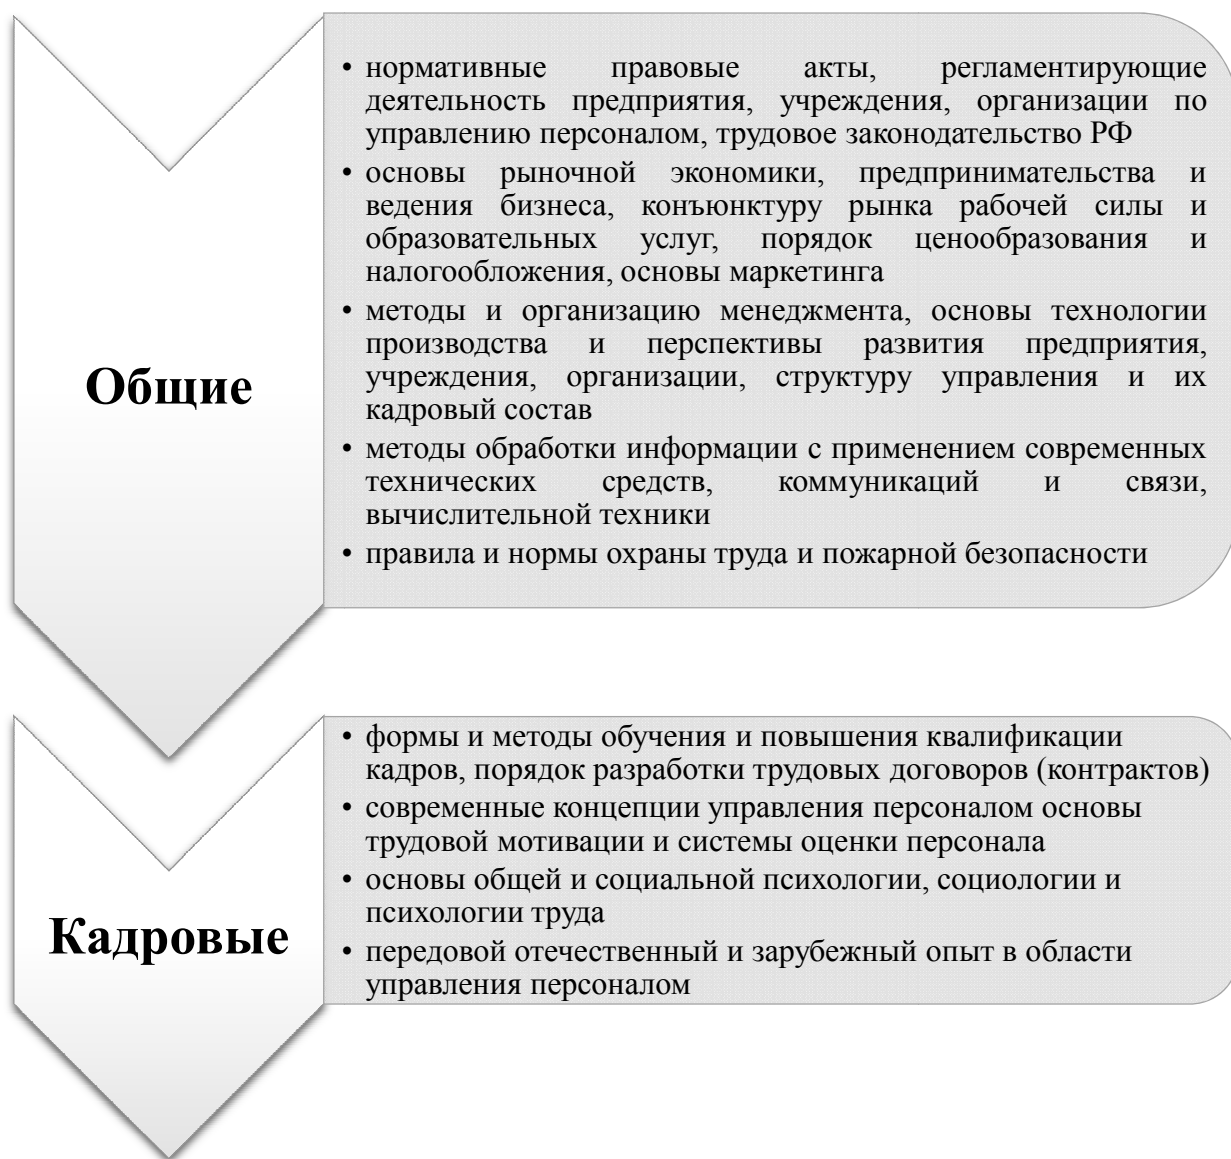 Общие
• нормативные правовые акты, регламентирующие
деятельность предприятия, учреждения, организации по
управлению персоналом, трудовое законодательство РФ
• основы рыночной экономики, предпринимательства и
ведения бизнеса, конъюнктуру рынка рабочей силы и
образовательных услуг, порядок ценообразования и
налогообложения, основы маркетинга
• методы и организацию менеджмента, основы технологии
производства и перспективы развития предприятия,
учреждения, организации, структуру управления и их
кадровый состав
• методы обработки информации с применением современных
технических средств, коммуникаций и связи,
вычислительной техники
• правила и нормы охраны труда и пожарной безопасности
Кадровые
• формы и методы обучения и повышения квалификации
кадров, порядок разработки трудовых договоров (контрактов)
• современные концепции управления персоналом основы
трудовой мотивации и системы оценки персонала
• основы общей и социальной психологии, социологии и
психологии труда
• передовой отечественный и зарубежный опыт в области
управления персоналом